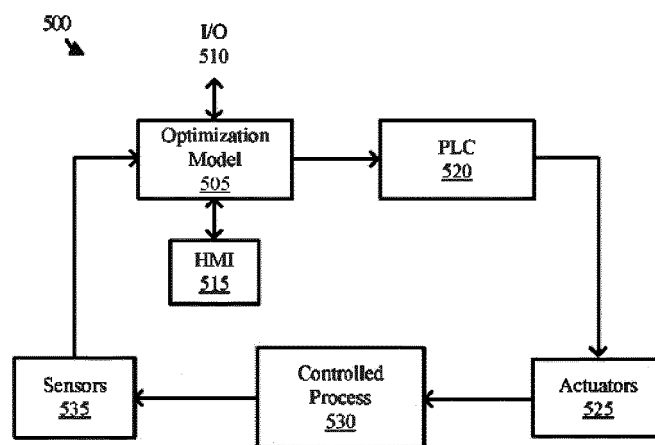 500
I/O
510
Optimization
Model
505
PLC
520
HMI
515
Sensors
535
Controlled
Process
530
Actuators
525